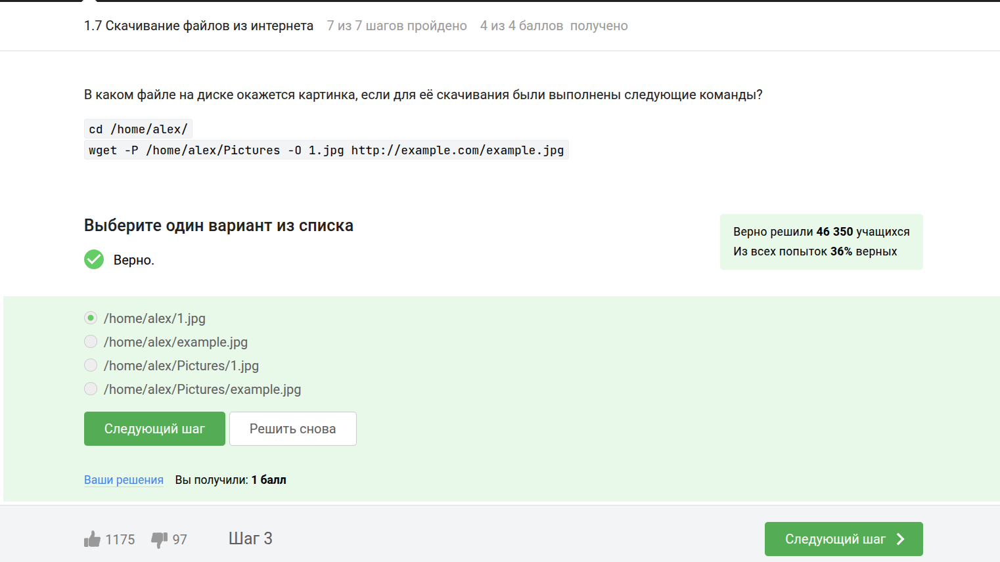 1.7 Скачивание файлов из интернета 7 из 7 шагов пройдено 4 из 4 баллов получено
В каком файле на диске окажется картинка, если для её скачивания были выполнены следующие команды?
cd /home/alex/
wget -P /home/alex/Pictures -O 1.jpg http://example.com/example.jpg
Выберите один вариант из списка
Верно.
Верно решили 46 350 учащихся
Из всех попыток 36% верных
/home/alex/1.jpg
/home/alex/example.jpg
/home/alex/Pictures/1.jpg
/home/alex/Pictures/example.jpg
Следующий шаг Решить снова
Ваши решения Вы получили: 1 балл
1175 97 Шаг 3 Следующий шаг